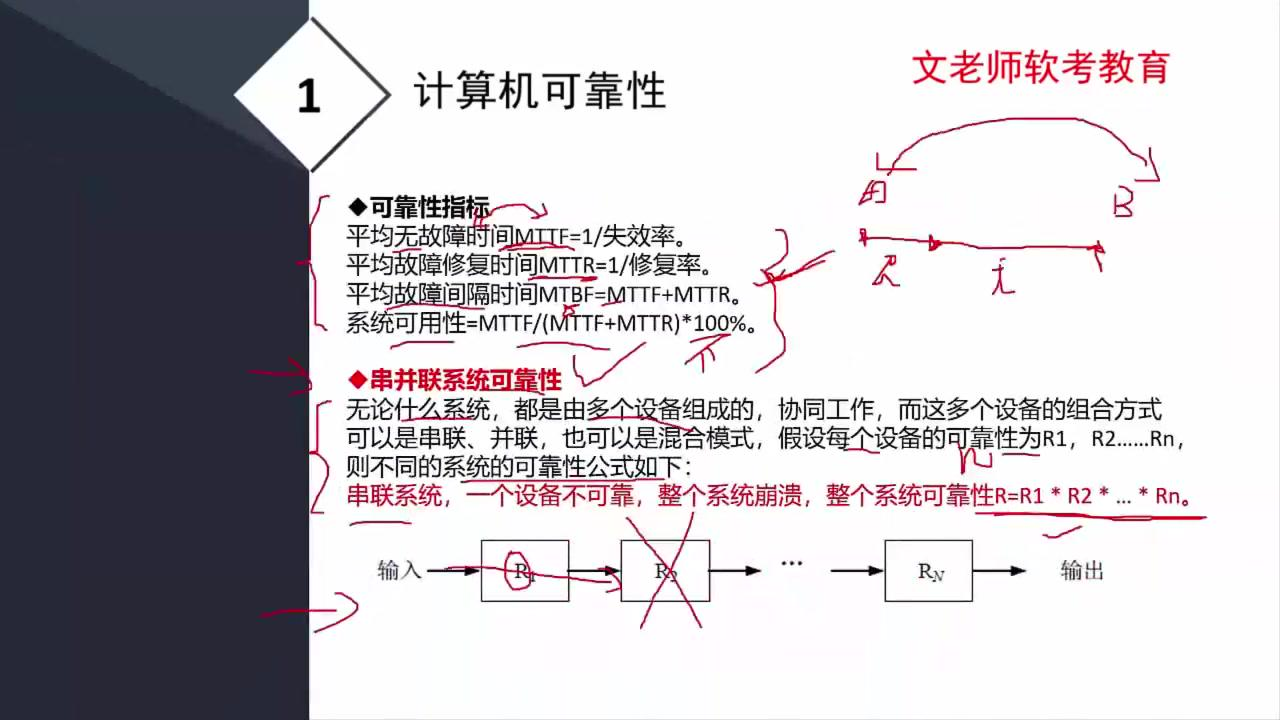 1
计算机可靠性
文老师软考教育
A
B
◆可靠性指标
平均无故障时间MTTF=1/失效率。
平均故障修复时间MTTR=1/修复率。
平均故障间隔时间MTBF=MTTF+MTTR。
系统可用性=MTTF/(MTTF+MTTR)*100%。
◆串并联系统可靠性
无论什么系统，都是由多个设备组成的，协同工作，而这多个设备的组合方式
可以是串联、并联，也可以是混合模式，假设每个设备的可靠性为R1，R2……Rn，
则不同的系统的可靠性公式如下：
串联系统，一个设备不可靠，整个系统崩溃，整个系统可靠性R=R1 * R2 * … * Rn。
输入 R1 R2 … RN 输出